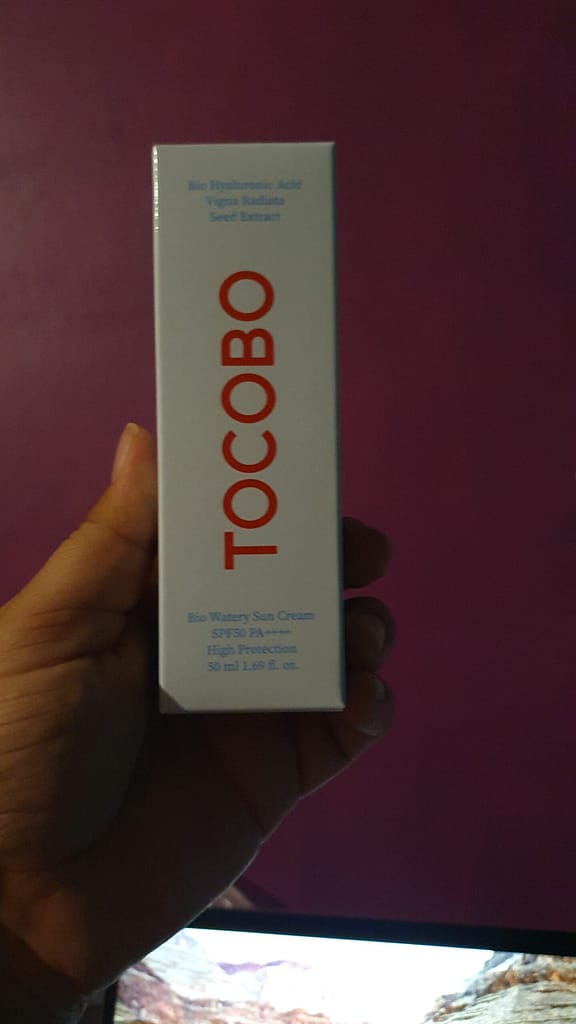 Bio Hyaluronic Acid
Vigna Radiata
Seed Extract
TOCOBO
Bio Watery Sun Cream
SPF50 PA++++
High Protection
50 ml 1.69 fl. oz.